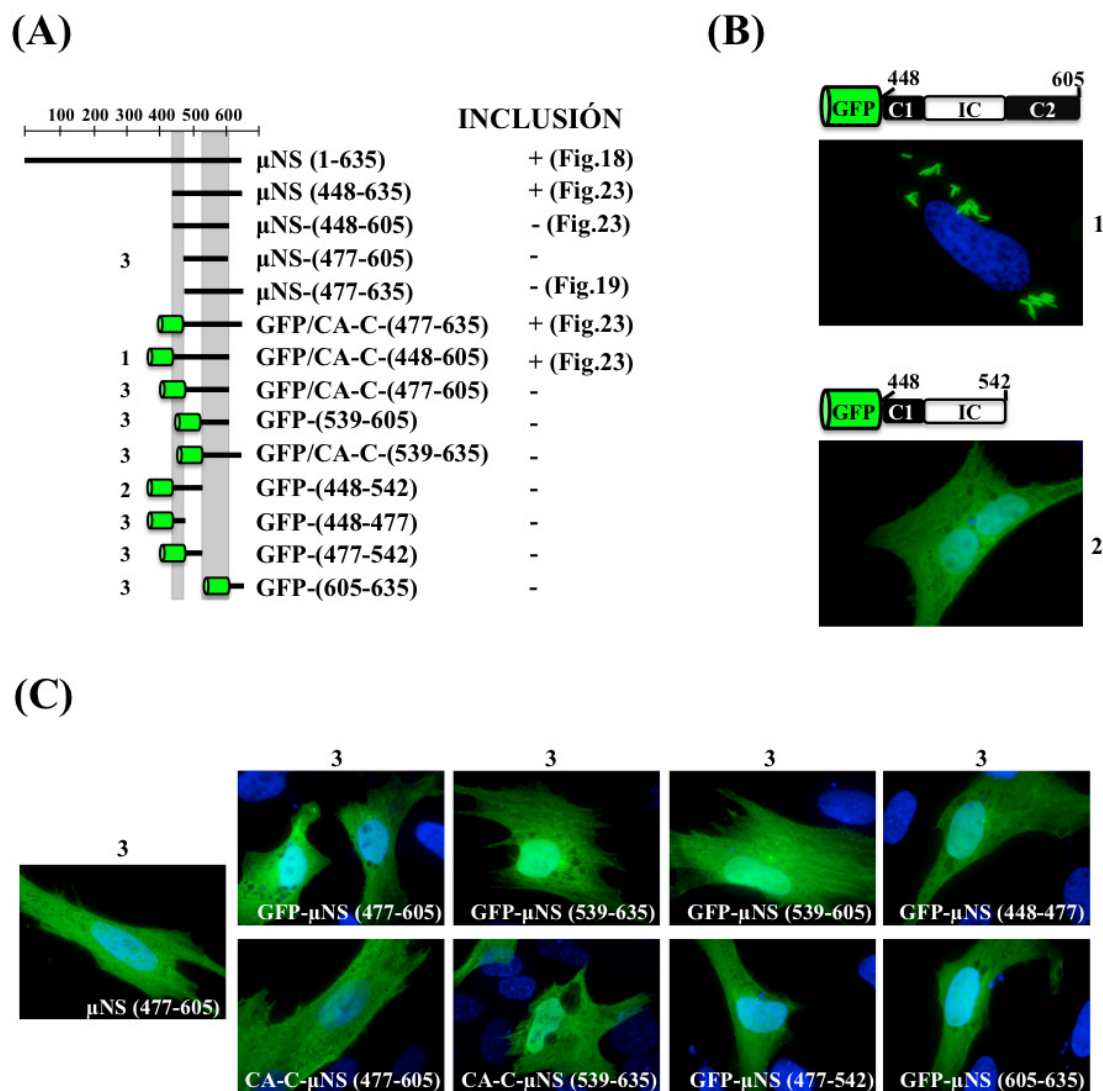 (A)
100 200 300 400 500 600
INCLUSIÓN
µNS (1-635) + (Fig.18)
µNS (448-635) + (Fig.23)
µNS-(448-605) - (Fig.23)
3 µNS-(477-605) -
µNS-(477-635) - (Fig.19)
GFP/CA-C-(477-635) + (Fig.23)
1 GFP/CA-C-(448-605) + (Fig.23)
3 GFP/CA-C-(477-605) -
3 GFP-(539-605) -
3 GFP/CA-C-(539-635) -
2 GFP-(448-542) -
3 GFP-(448-477) -
3 GFP-(477-542) -
3 GFP-(605-635) -
(B)
448 605
GFP C1 IC C2
1
448 542
GFP C1 IC
2
(C)
3 3 3 3
3
GFP-µNS (477-605) GFP-µNS (539-635) GFP-µNS (539-605) GFP-µNS (448-477)
µNS (477-605)
CA-C-µNS (477-605) CA-C-µNS (539-635) GFP-µNS (477-542) GFP-µNS (605-635)